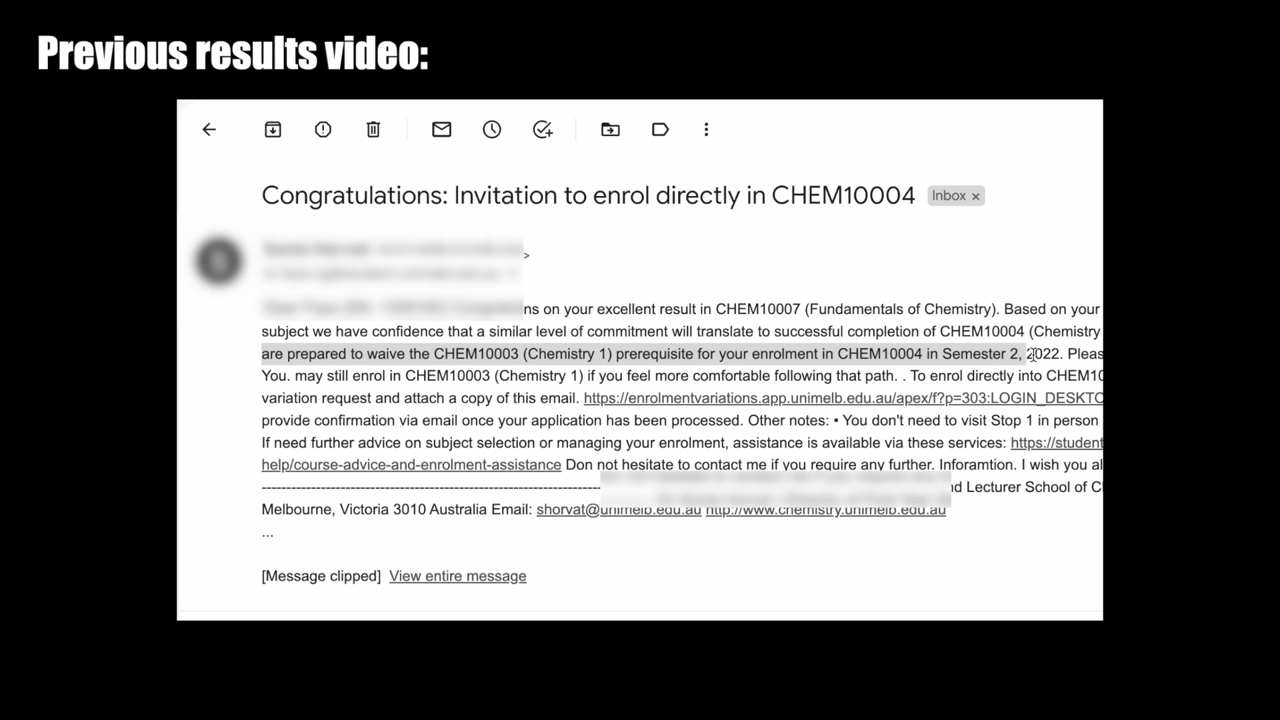 Previous results video:
Congratulations: Invitation to enrol directly in CHEM10004
Inbox ×
>
ns on your excellent result in CHEM10007 (Fundamentals of Chemistry). Based on your
subject we have confidence that a similar level of commitment will translate to successful completion of CHEM10004 (Chemistry
are prepared to waive the CHEM10003 (Chemistry 1) prerequisite for your enrolment in CHEM10004 in Semester 2, 2022. Pleas
You. may still enrol in CHEM10003 (Chemistry 1) if you feel more comfortable following that path. . To enrol directly into CHEM10
variation request and attach a copy of this email. https://enrolmentvariations.app.unimelb.edu.au/apex/f?p=303:LOGIN_DESKTO
provide confirmation via email once your application has been processed. Other notes: • You don't need to visit Stop 1 in person
If need further advice on subject selection or managing your enrolment, assistance is available via these services: https://student
help/course-advice-and-enrolment-assistance Don not hesitate to contact me if you require any further. Inforamtion. I wish you al
--------------------------------------------------------------------- nd Lecturer School of C
Melbourne, Victoria 3010 Australia Email: shorvat@unimelb.edu.au http://www.chemistry.unimelb.edu.au
...
[Message clipped] View entire message